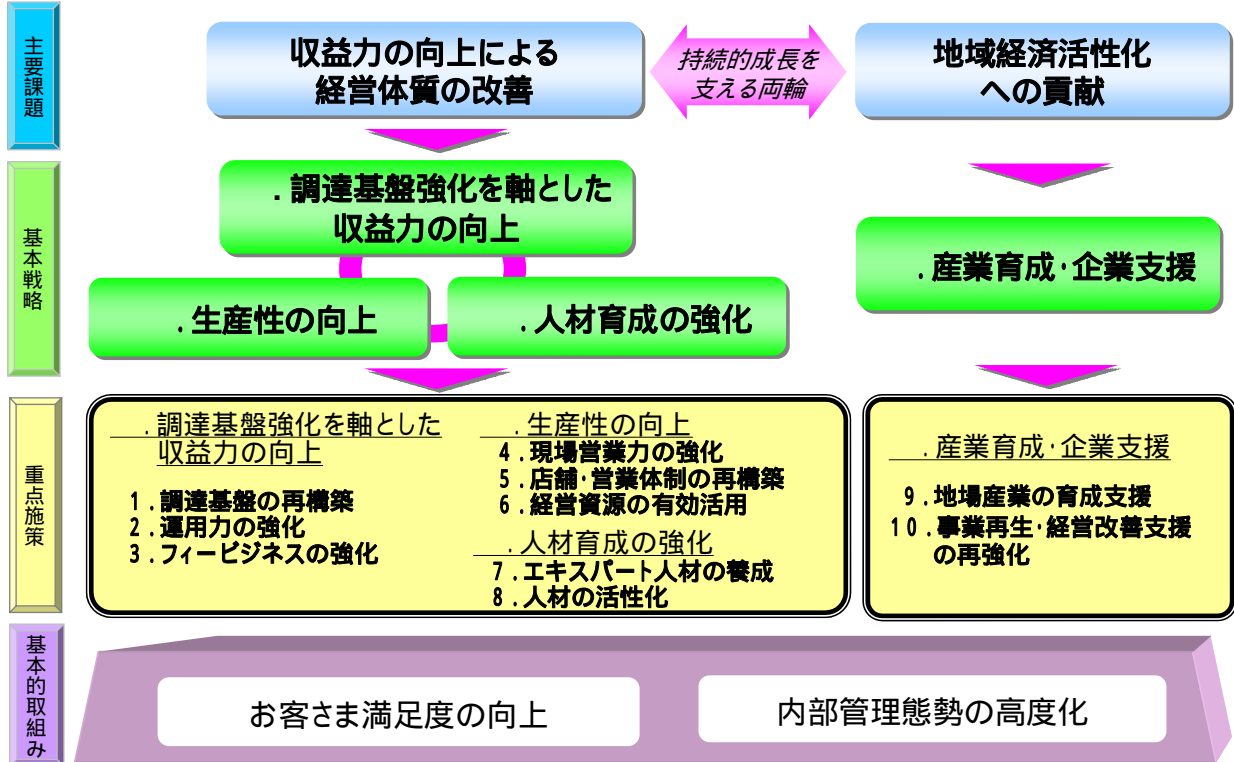 主要課題
収益力の向上による
経営体質の改善
持続的成長を
支える両輪
地域経済活性化
への貢献
基本戦略
.調達基盤強化を軸とした
収益力の向上
.生産性の向上
.人材育成の強化
.産業育成・企業支援
重点施策
.調達基盤強化を軸とした
収益力の向上
1.調達基盤の再構築
2.運用力の強化
3.フィービジネスの強化
.生産性の向上
4.現場営業力の強化
5.店舗・営業体制の再構築
6.経営資源の有効活用
.人材育成の強化
7.エキスパート人材の養成
8.人材の活性化
.産業育成・企業支援
9.地場産業の育成支援
10.事業再生・経営改善支援
の再強化
基本的取組み
お客さま満足度の向上
内部管理態勢の高度化